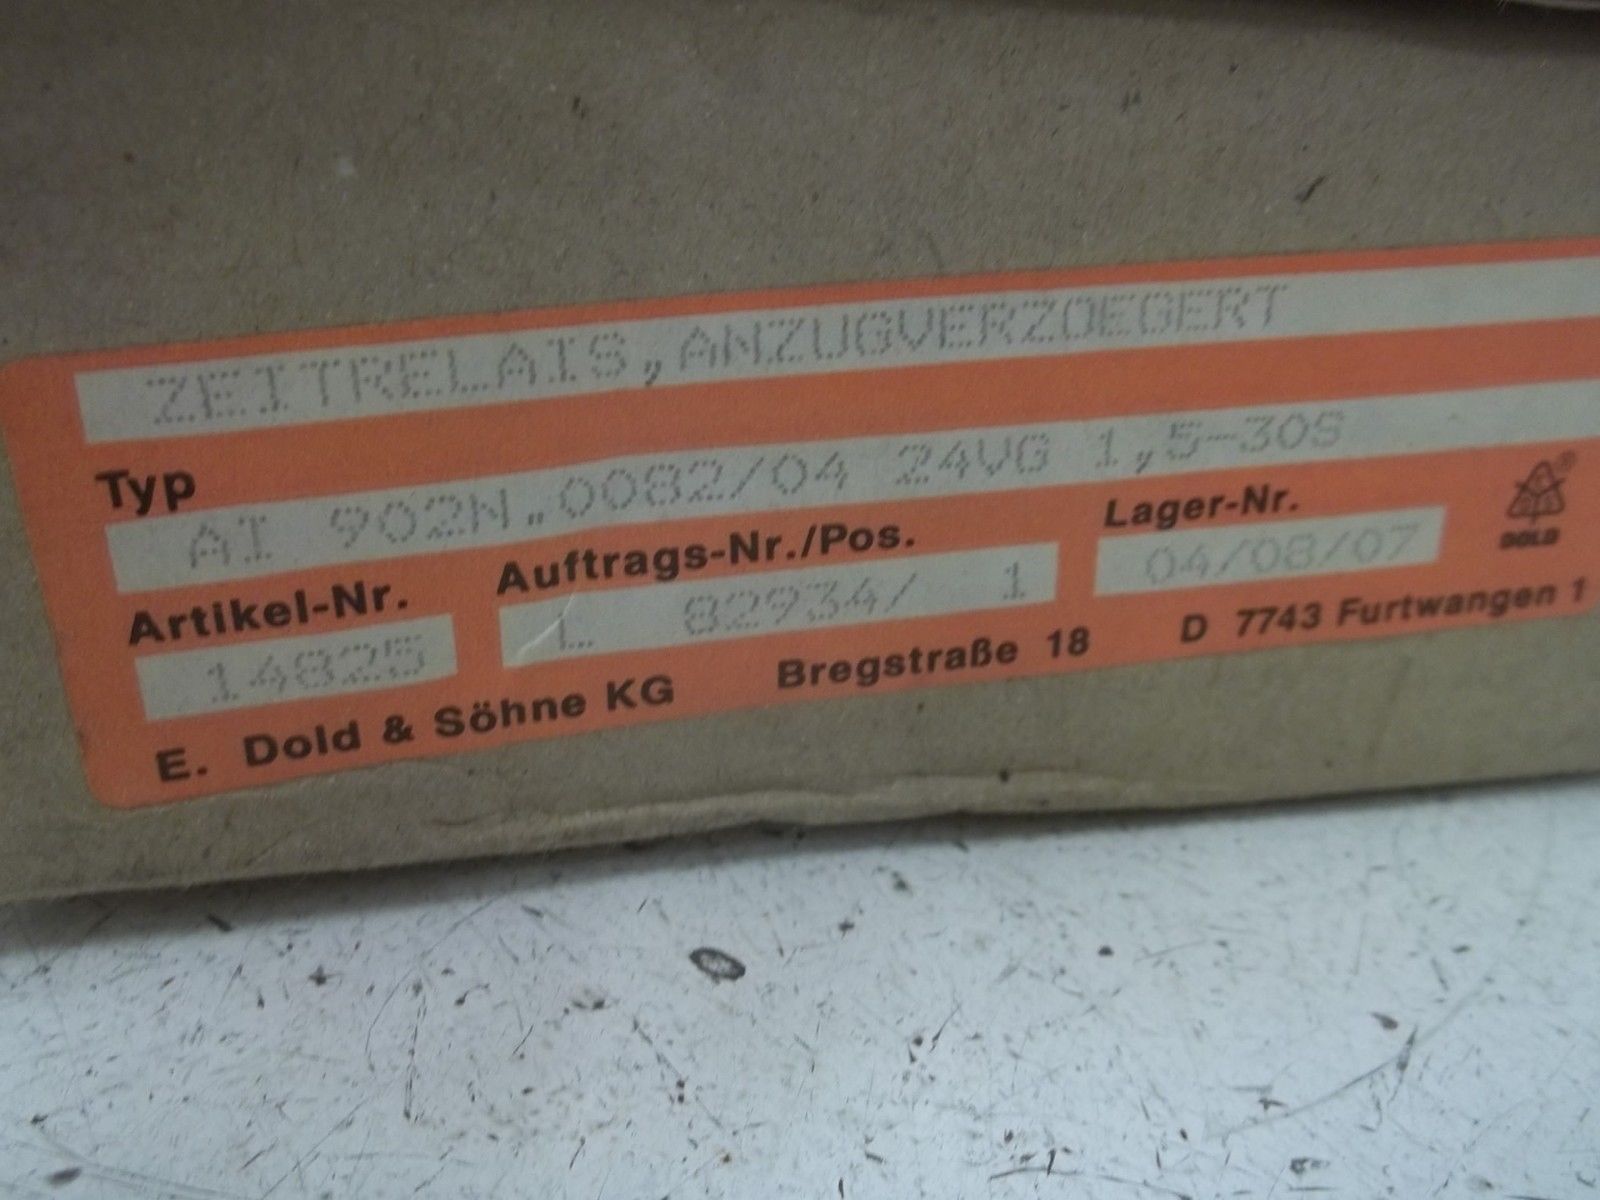 ZEITRELAIS,ANZUGVERZOEGERT
Typ
AI 902N.0082/04 24VG 1,5-30S
Artikel-Nr. Auftrags-Nr./Pos. Lager-Nr.
14825 L 82934/ 1 04/08/07
DOLD
E. Dold & Söhne KG Bregstraße 18 D 7743 Furtwangen 1